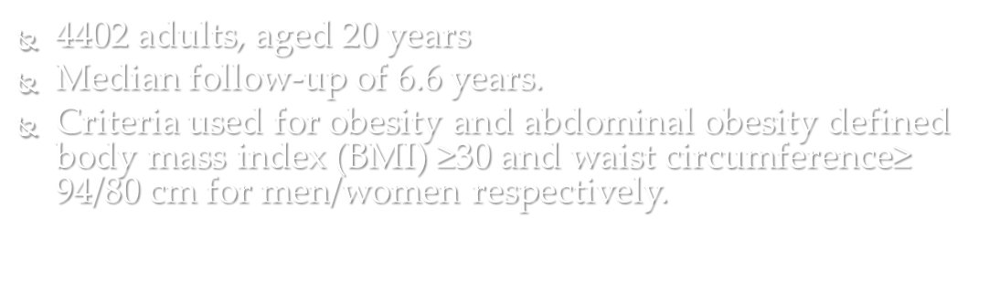 4402 adults, aged 20 years
Median follow-up of 6.6 years.
Criteria used for obesity and abdominal obesity defined
body mass index (BMI) ≥30 and waist circumference≥
94/80 cm for men/women respectively.